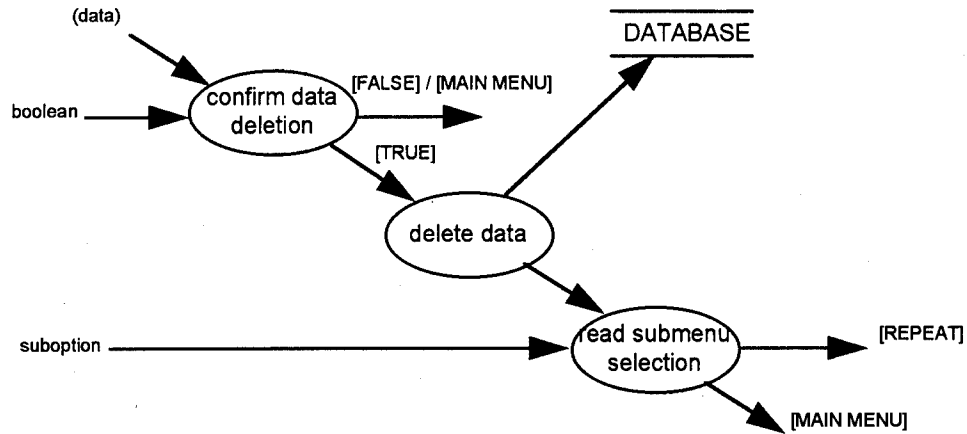 (data)
DATABASE
[FALSE] / [MAIN MENU]
confirm data
deletion
boolean
[TRUE]
delete data
read submenu
selection
suboption
[REPEAT]
[MAIN MENU]